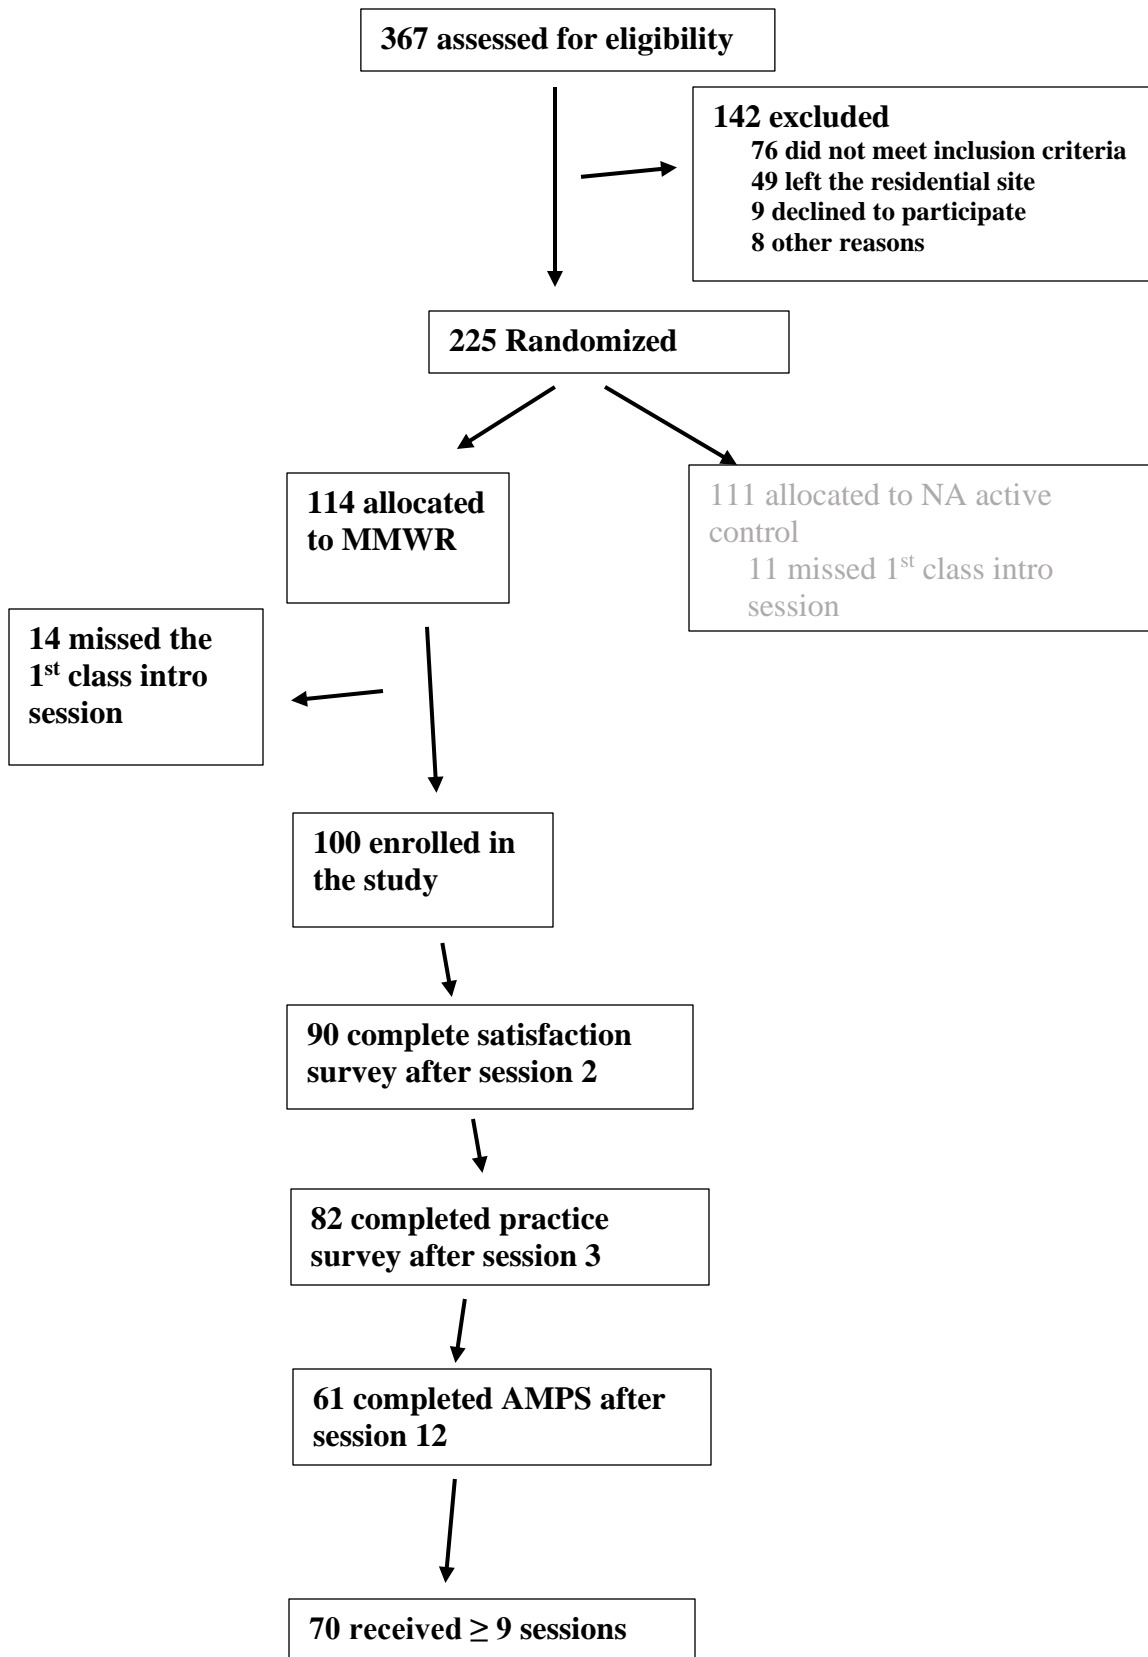 367 assessed for eligibility
142 excluded
76 did not meet inclusion criteria
49 left the residential site
9 declined to participate
8 other reasons
225 Randomized
114 allocated
to MMWR
111 allocated to NA active
control
11 missed 1st class intro
session
14 missed the
1st class intro
session
100 enrolled in
the study
90 complete satisfaction
survey after session 2
82 completed practice
survey after session 3
61 completed AMPS after
session 12
70 received ≥ 9 sessions